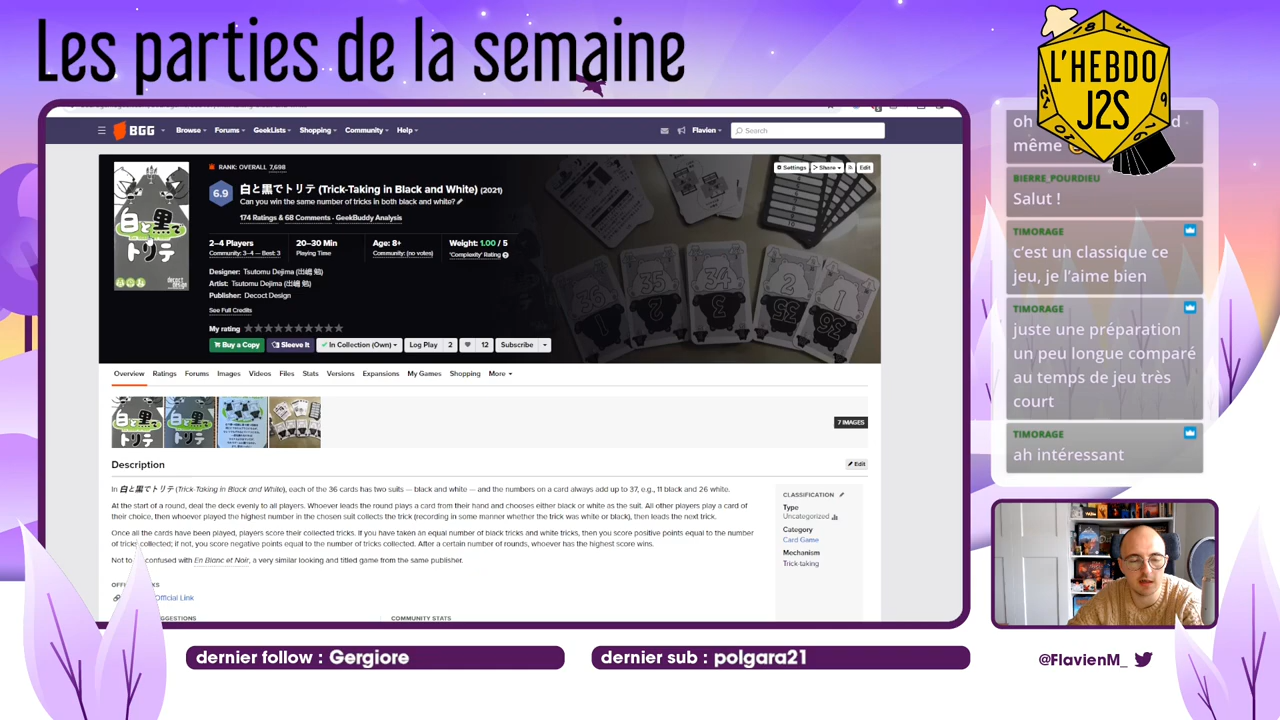 Les parties de la semaine
L'HEBDO
J2S
BGG
Browse
Forums
GeekLists
Shopping
Community
Help
Flavien
Search
RANK: OVERALL 7,698
Settings
Share
Edit
6.9
白と黒でトリテ (Trick-Taking in Black and White) (2021)
Can you win the same number of tricks in both black and white?
174 Ratings & 68 Comments · GeekBuddy Analysis
2–4 Players
Community: 3–4 — Best: 3
20–30 Min
Playing Time
Age: 8+
Community: (no votes)
Weight: 1.00 / 5
'Complexity' Rating
Designer: Tsutomu Dejima (出嶋 勉)
Artist: Tsutomu Dejima (出嶋 勉)
Publisher: Decoct Design
See Full Credits
My rating
Buy a Copy
Sleeve It
In Collection (Own)
Log Play
2
12
Subscribe
白と黒で
トリテ
decoct
design
Overview
Ratings
Forums
Images
Videos
Files
Stats
Versions
Expansions
My Games
Shopping
More
7 IMAGES
Description
Edit
In 白と黒でトリテ (Trick-Taking in Black and White), each of the 36 cards has two suits — black and white — and the numbers on a card always add up to 37, e.g., 11 black and 26 white.
At the start of a round, deal the deck evenly to all players. Whoever leads the round plays a card from their hand and chooses either black or white as the suit. All other players play a card of
their choice, then whoever played the highest number in the chosen suit collects the trick (recording in some manner whether the trick was white or black), then leads the next trick.
Once all the cards have been played, players score their collected tricks. If you have taken an equal number of black tricks and white tricks, then you score positive points equal to the number
of tricks collected; if not, you score negative points equal to the number of tricks collected. After a certain number of rounds, whoever has the highest score wins.
Not to confused with En Blanc et Noir, a very similar looking and titled game from the same publisher.
Official Link
COMMUNITY STATS
CLASSIFICATION
Type
Uncategorized
Category
Card Game
Mechanism
Trick-taking
oh
même
BIERRE_POURDIEU
Salut !
TIMORAGE
c'est un classique ce
jeu, je l'aime bien
TIMORAGE
juste une préparation
un peu longue comparé
au temps de jeu très
court
TIMORAGE
ah intéressant
dernier follow : Gergiore
dernier sub : polgara21
@FlavienM_